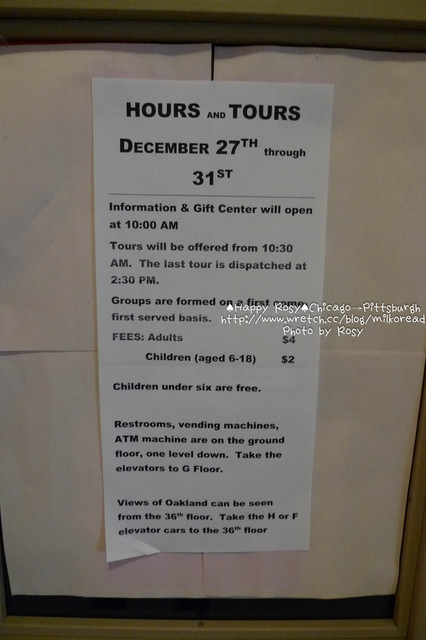 HOURS AND TOURS
DECEMBER 27TH through
31ST
Information & Gift Center will open
at 10:00 AM
Tours will be offered from 10:30
AM. The last tour is dispatched at
2:30 PM.
Groups are formed on a first come
first served basis.
♠Happy Rosy♠Chicago→Pittsburgh
http://www.wretch.cc/blog/milkoread
Photo by Rosy
FEES: Adults $4
Children (aged 6-18) $2
Children under six are free.
Restrooms, vending machines,
ATM machine are on the ground
floor, one level down. Take the
elevators to G Floor.
Views of Oakland can be seen
from the 36th floor. Take the H or F
elevator cars to the 36th floor